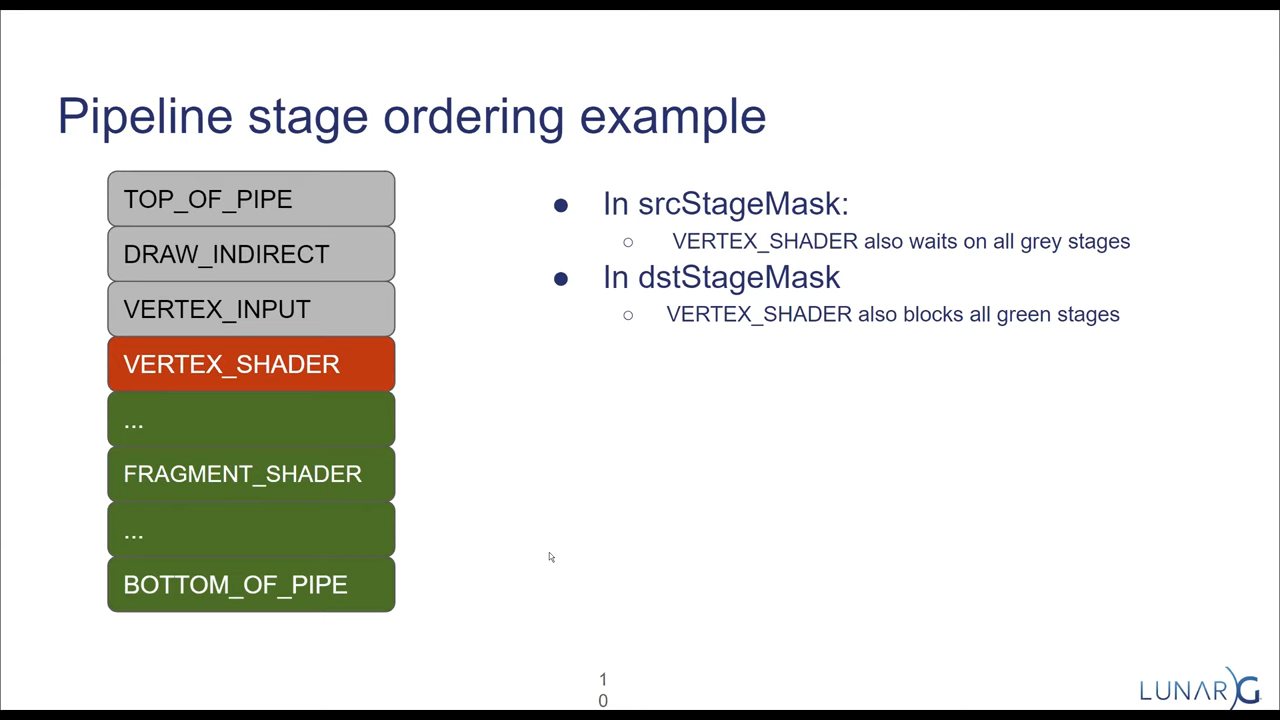 Pipeline stage ordering example
TOP_OF_PIPE
DRAW_INDIRECT
VERTEX_INPUT
VERTEX_SHADER
...
FRAGMENT_SHADER
...
BOTTOM_OF_PIPE
● In srcStageMask:
○ VERTEX_SHADER also waits on all grey stages
● In dstStageMask
○ VERTEX_SHADER also blocks all green stages
1
0
LUNARG